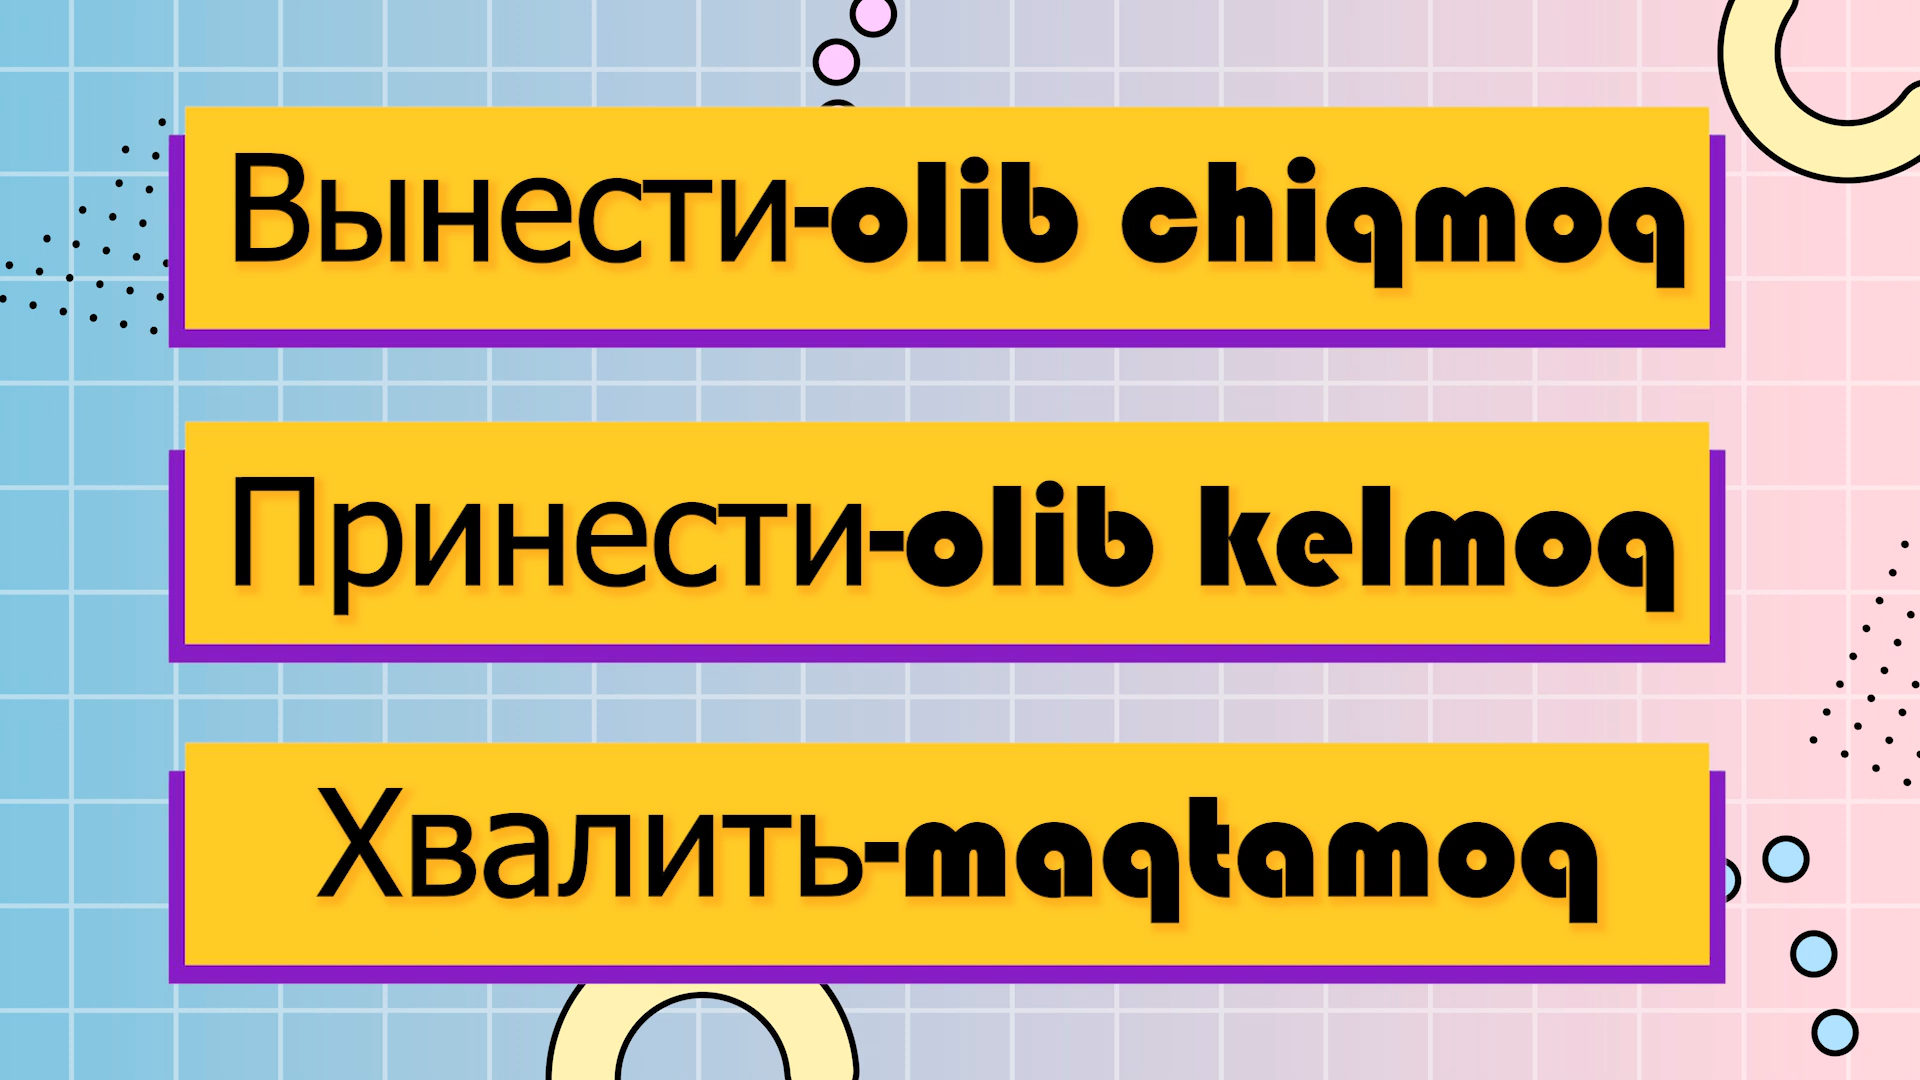 Вынести-olib chiqmoq
Принести-olib kelmoq
Хвалить-maqtamoq